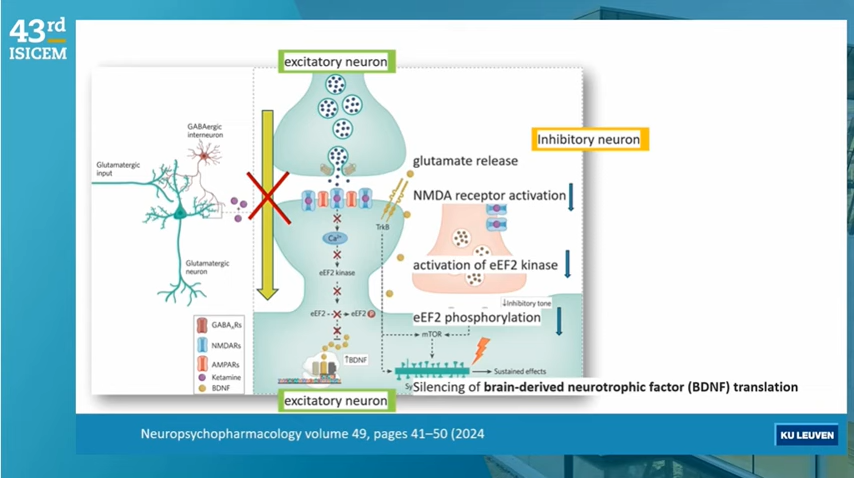 43rd
ISICEM
excitatory neuron
GABAergic
interneuron
Glutamatergic
input
Glutamatergic
neuron
GABAARs
NMDARs
AMPARs
Ketamine
BDNF
TrkB
Ca2+
eEF2 kinase
eEF2
eEF2 P
↑BDNF
excitatory neuron
Inhibitory neuron
glutamate release
NMDA receptor activation
activation of eEF2 kinase
↓Inhibitory tone
eEF2 phosphorylation
mTOR
Sustained effects
Sy
Silencing of brain-derived neurotrophic factor (BDNF) translation
Neuropsychopharmacology volume 49, pages 41–50 (2024
KU LEUVEN